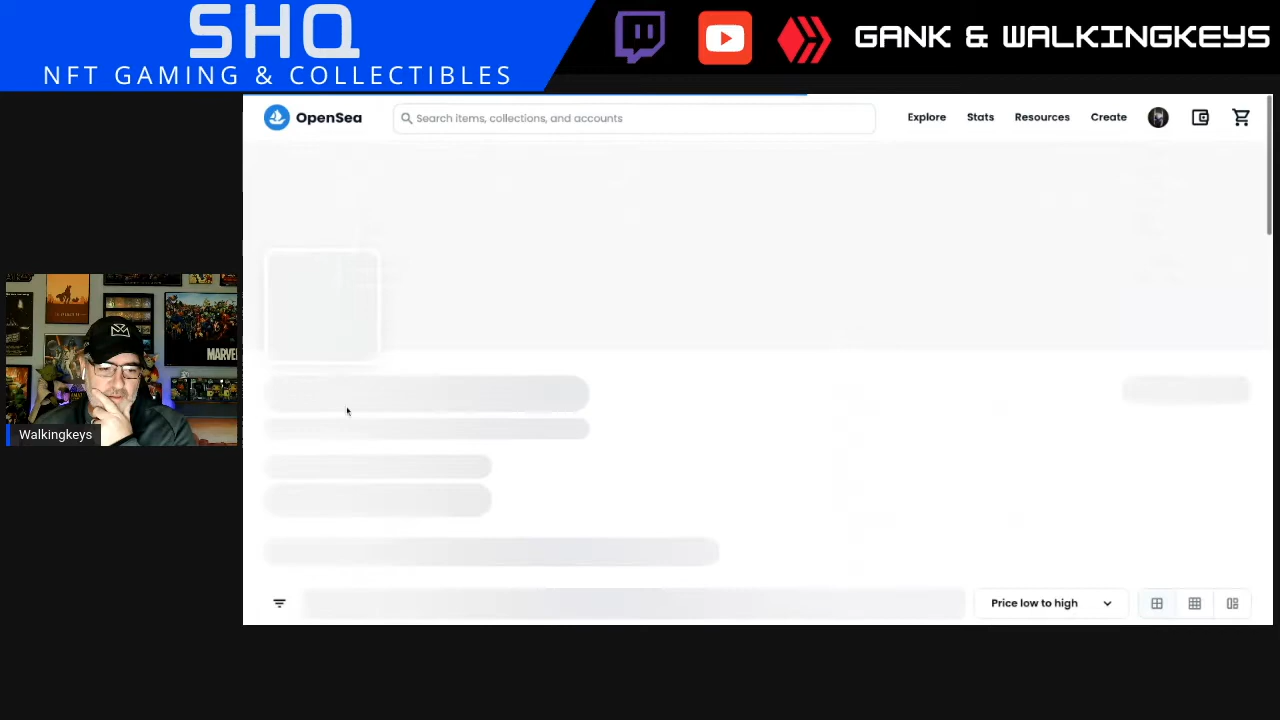 SHQ
NFT GAMING & COLLECTIBLES
GANK & WALKINGKEYS
OpenSea
Search items, collections, and accounts
Explore
Stats
Resources
Create
MARVEL
Walkingkeys
Price low to high